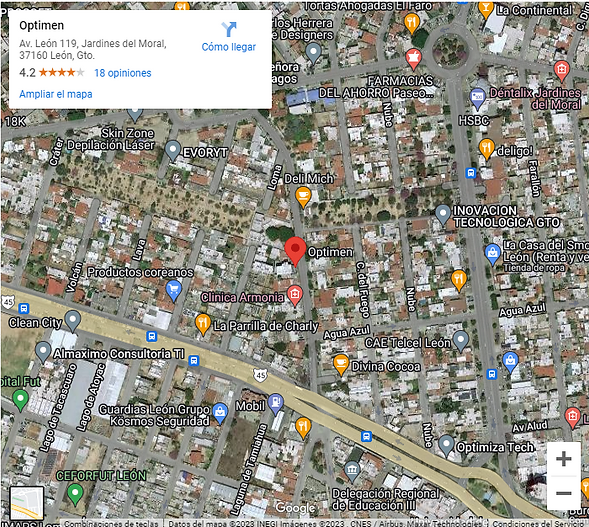 Optimen
Av. León 119, Jardines del Moral,
37160 León, Gto.
4.2
18 opiniones
Ampliar el mapa
Cómo llegar
Tortas Ahogadas El Faro
La Continental
los Herrera
e Designers
eñora
agos
FARMACIAS
DEL AHORRO Paseo...
Nube
Dentalix Jardines
del Moral
HSBC
18K
Skin Zone
Depilación Láser
EVORYT
deligo!
Cráter
Loma
Farallón
Deli Mich
INOVACION
TECNOLOGICA GTO
Lava
Optimen
La Casa del Smo
León (Renta y ve
Tienda de ropa
Volcán
Productos coreanos
C. del Fuego
Nube
Clinica Armonia
45
Clean City
La Parrilla de Charly
Agua Azul
Agua Azul
Almaximo Consultoria TI
CAE Telcel León
Divina Cocoa
45
pital Fut
Lago de Tacascuaro
Lago de Atoyac
Guardias León Grupo
Kosmos Seguridad
Mobil
Av Alud
Nube
Optimiza Tech
Laguna de Tamiahua
CEFORFUT LEÓN
Delegación Regional
de Educación III
Google
Combinaciones de teclas
Datos del mapa ©2023 INEGI Imágenes ©2023 , CNES / Airbus, Maxar Technologies
Condiciones del Servicio